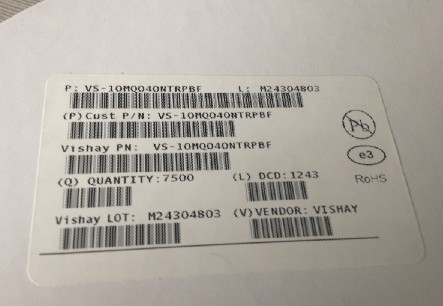 P: VS-10MQ040NTRPBF L: M24304803
(P)Cust P/N: VS-10MQ040NTRPBF
Vishay PN: VS-10MQ040NTRPBF
(Q) QUANTITY:7500 (L) DCD:1243
Vishay LOT: M24304803 (V)VENDOR: VISHAY
Pb
e3
RoHS